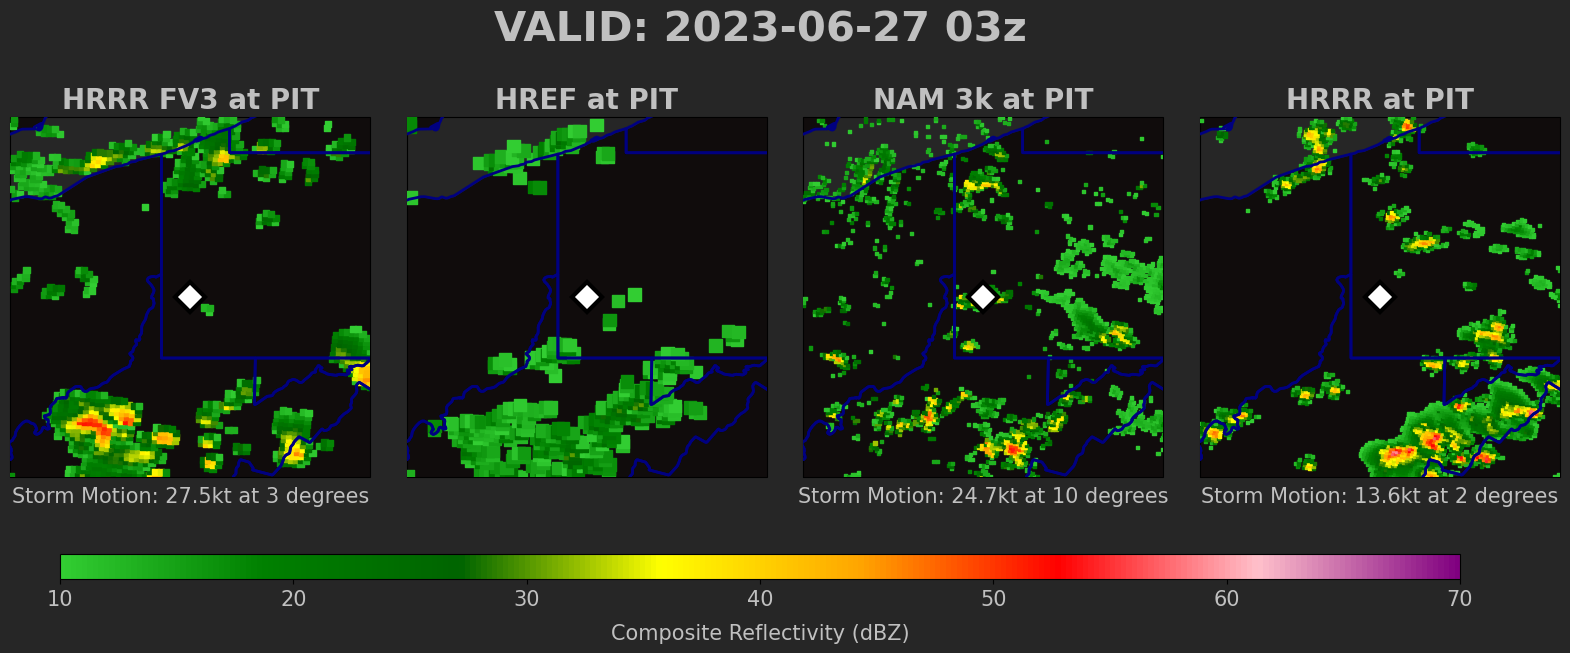 VALID: 2023-06-27 03z
HRRR FV3 at PIT
HREF at PIT
NAM 3k at PIT
HRRR at PIT
Storm Motion: 27.5kt at 3 degrees
Storm Motion: 24.7kt at 10 degrees
Storm Motion: 13.6kt at 2 degrees
10 20 30 40 50 60 70
Composite Reflectivity (dBZ)